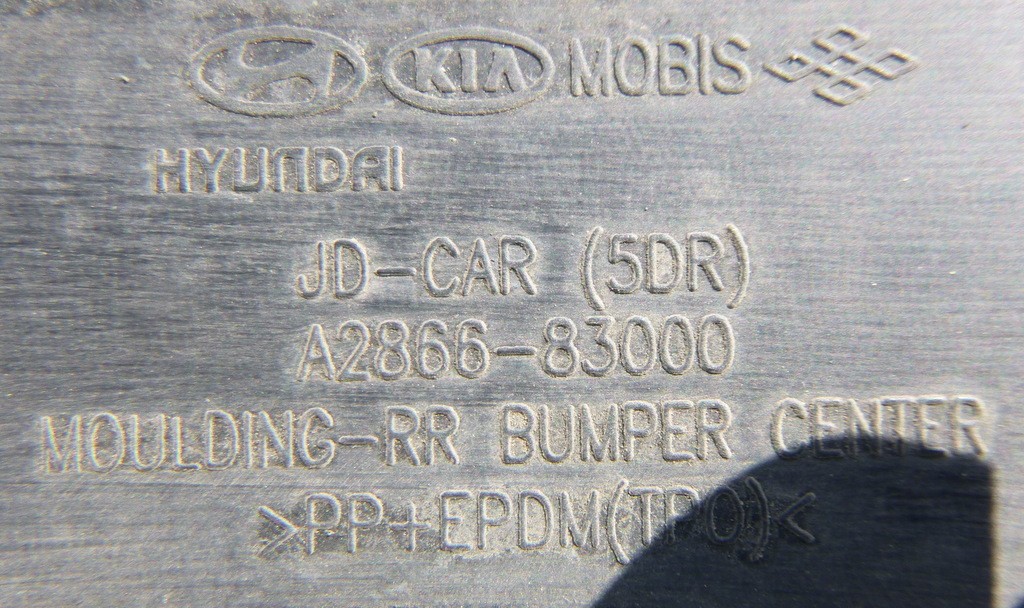 KIA MOBIS
HYUNDAI
JD-CAR (5DR)
A2866-83000
MOULDING-RR BUMPER CENTER
>PP+EPDM(TPO)<